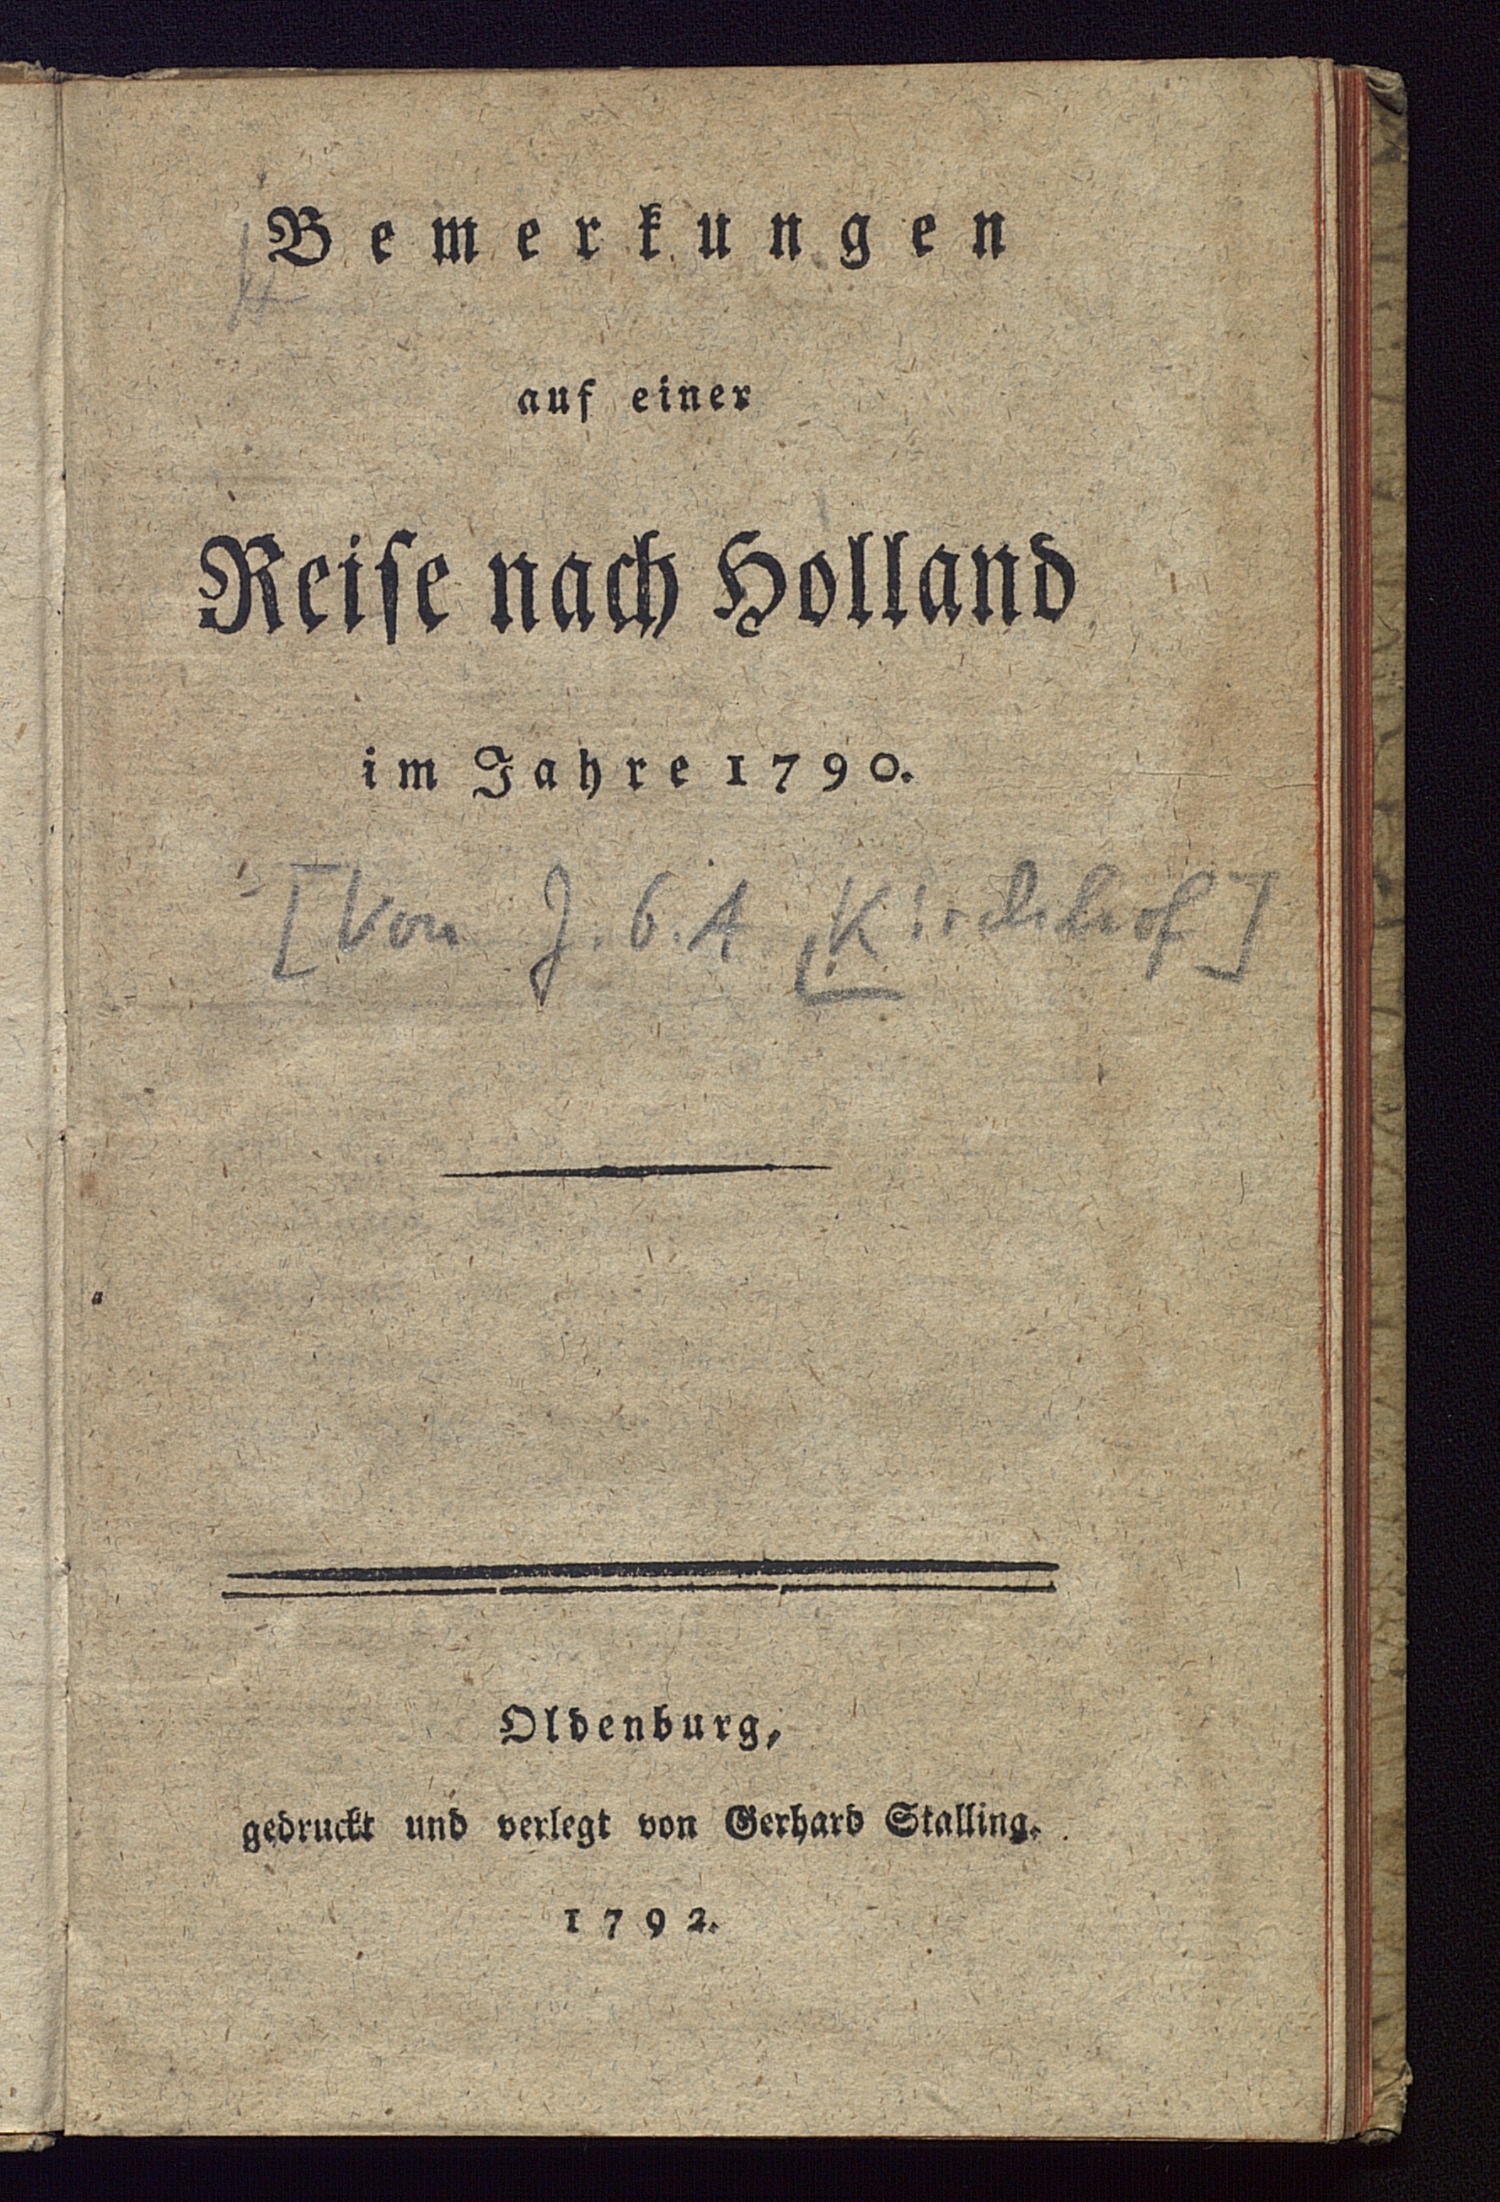 Bemerkungen
auf einer
Reise nach Holland
im Jahre 1790.
[Von J. G. A. Kirchhof]
Oldenburg,
gedruckt und verlegt von Gerhard Stalling.
1792.